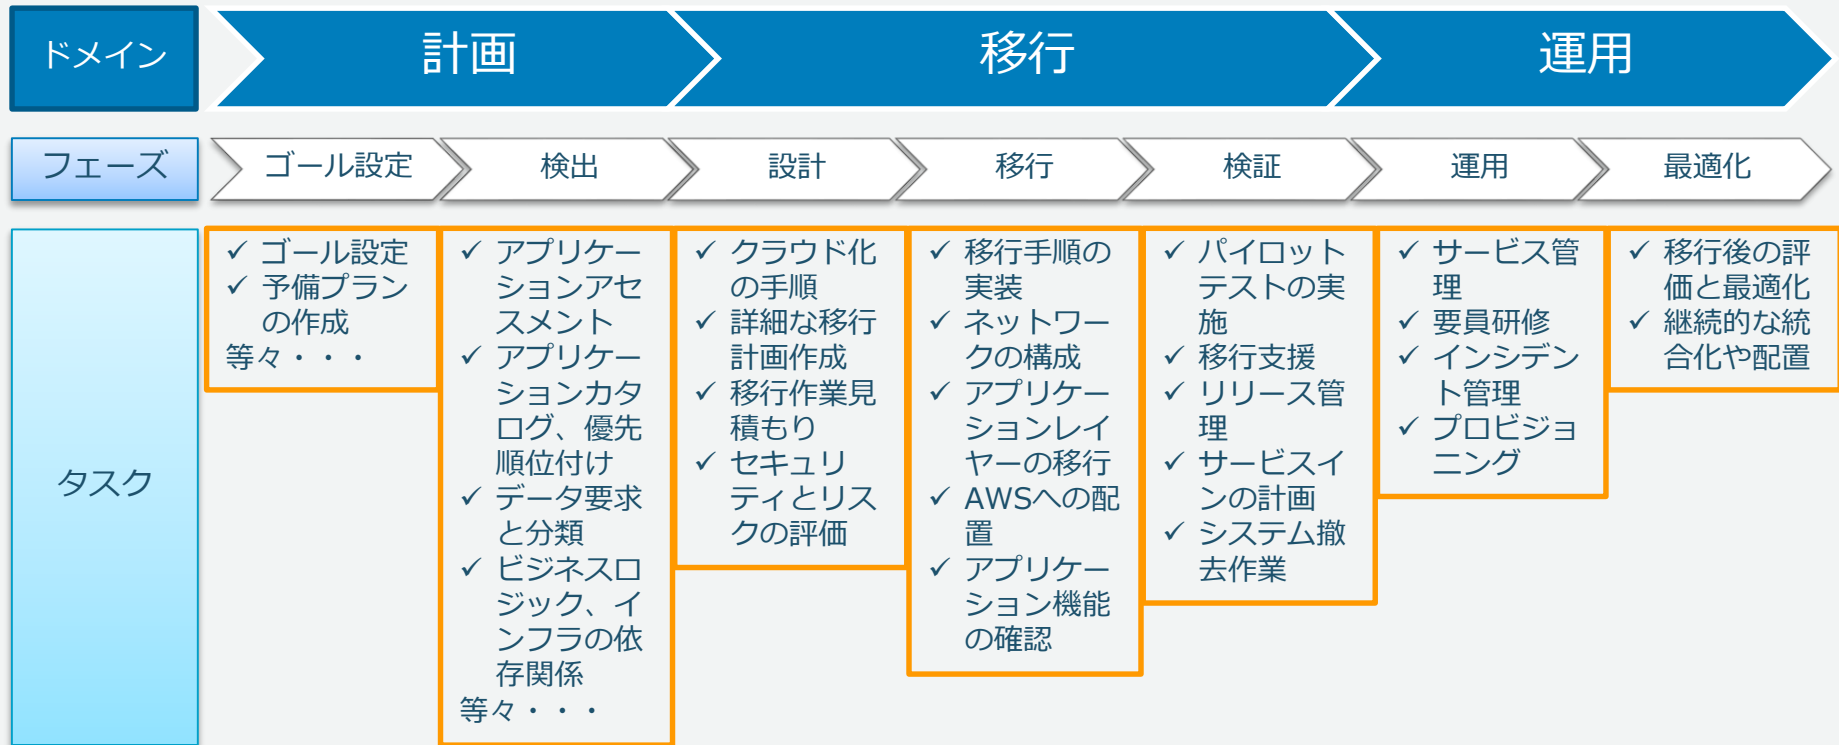 ドメイン
計画
移行
運用
フェーズ
ゴール設定
検出
設計
移行
検証
運用
最適化
タスク
✓ ゴール設定
✓ 予備プラン
の作成
等々・・・
✓ アプリケー
ションアセ
スメント
✓ アプリケー
ションカタ
ログ、優先
順位付け
✓ データ要求
と分類
✓ ビジネスロ
ジック、イ
ンフラの依
存関係
等々・・・
✓ クラウド化
の手順
✓ 詳細な移行
計画作成
✓ 移行作業見
積もり
✓ セキュリ
ティとリス
クの評価
✓ 移行手順の
実装
✓ ネットワー
クの構成
✓ アプリケー
ションレイ
ヤーの移行
✓ AWSへの配
置
✓ アプリケー
ション機能
の確認
✓ パイロット
テストの実
施
✓ 移行支援
✓ リリース管
理
✓ サービスイ
ンの計画
✓ システム撤
去作業
✓ サービス管
理
✓ 要員研修
✓ インシデン
ト管理
✓ プロビジョ
ニング
✓ 移行後の評
価と最適化
✓ 継続的な統
合化や配置